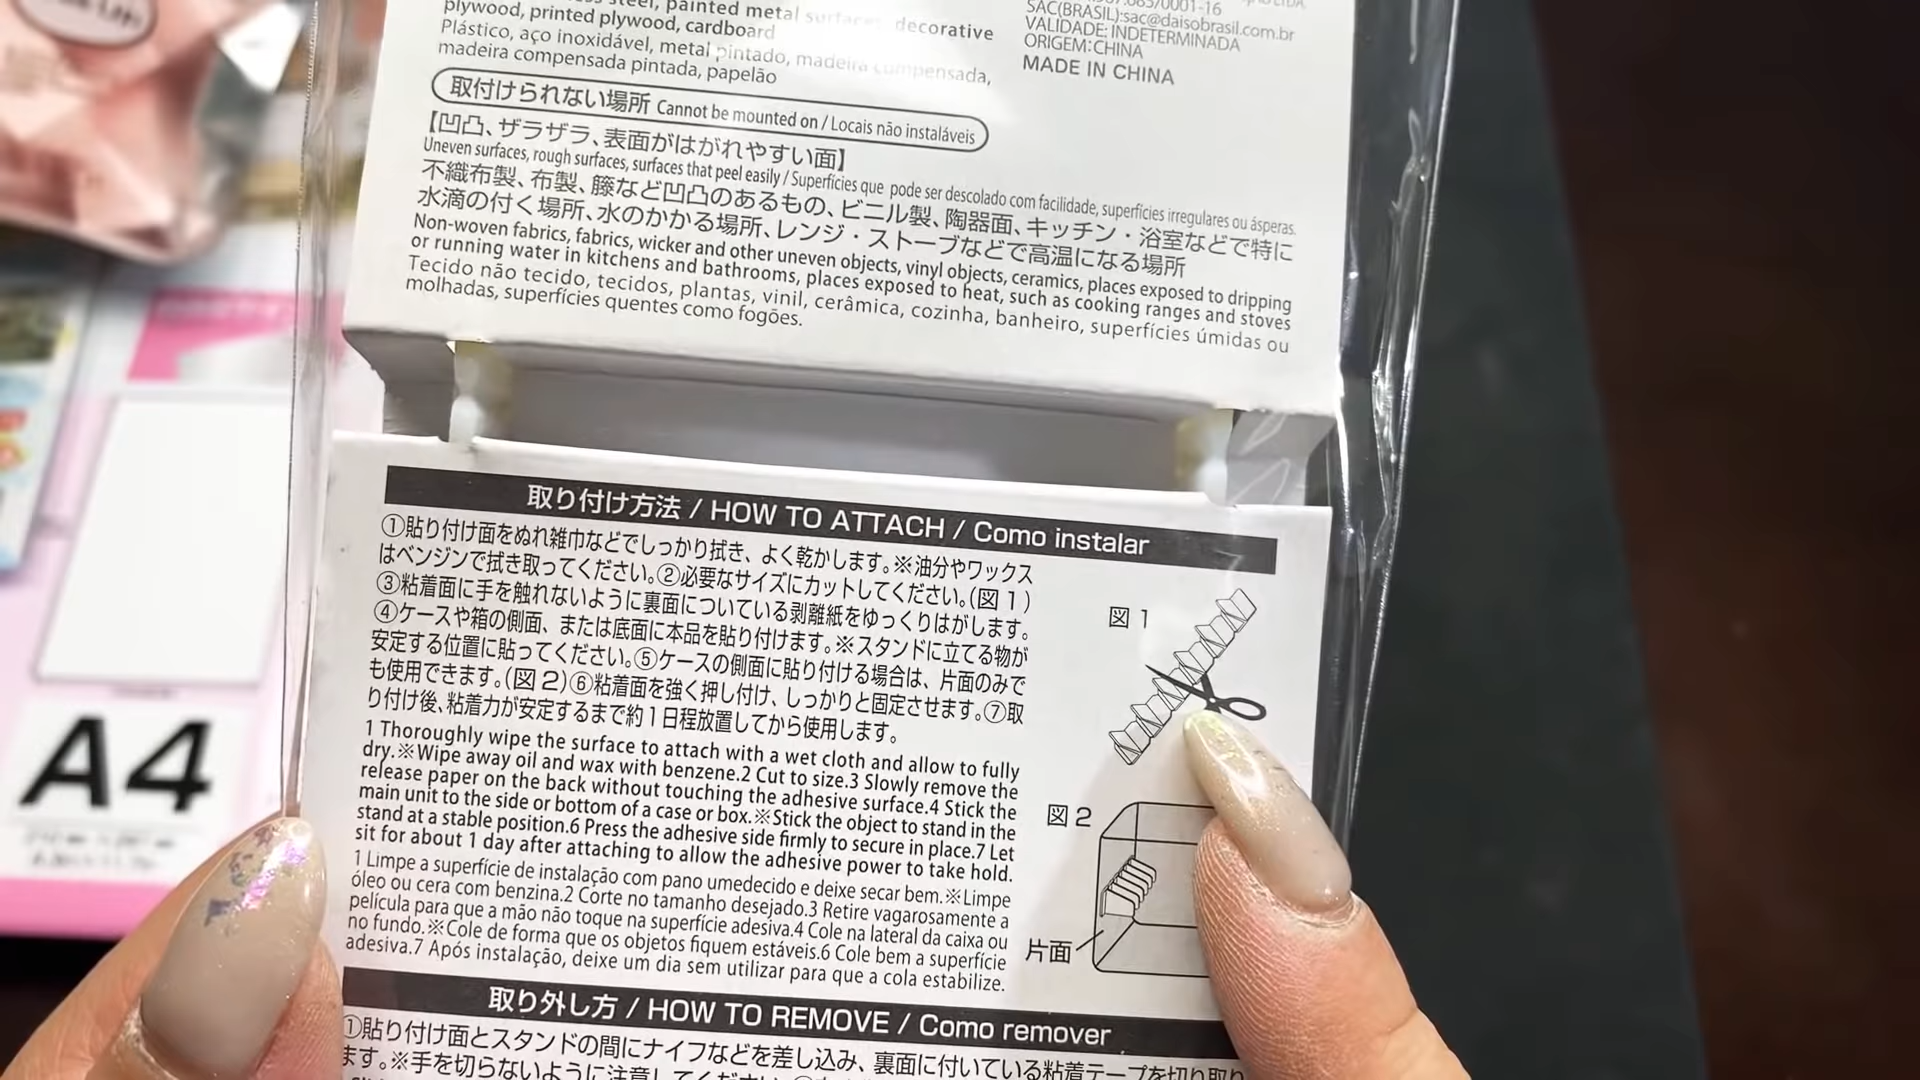 steel, painted metal surfaces, decorative
plywood, printed plywood, cardboard
Plástico, aço inoxidável, metal pintado, madeira compensada,
madeira compensada pintada, papelão
/0001-16
SAC(BRASIL):sac@daisobrasil.com.br
VALIDADE: INDETERMINADA
ORIGEM:CHINA
MADE IN CHINA
取付けられない場所 Cannot be mounted on / Locais não instaláveis
【凹凸、ザラザラ、表面がはがれやすい面】
Uneven surfaces, rough surfaces, surfaces that peel easily / Superfícies que pode ser descolado com facilidade, superfícies irregulares ou ásperas.
不織布製、布製、籐など凹凸のあるもの、ビニル製、陶器面、キッチン・浴室などで特に
水滴の付く場所、水のかかる場所、レンジ・ストーブなどで高温になる場所
Non-woven fabrics, fabrics, wicker and other uneven objects, vinyl objects, ceramics, places exposed to dripping
or running water in kitchens and bathrooms, places exposed to heat, such as cooking ranges and stoves
Tecido não tecido, tecidos, plantas, vinil, cerâmica, cozinha, banheiro, superfícies úmidas ou
molhadas, superfícies quentes como fogões.
取り付け方法 / HOW TO ATTACH / Como instalar
①貼り付け面をぬれ雑巾などでしっかり拭き、よく乾かします。※油分やワックス
はベンジンで拭き取ってください。②必要なサイズにカットしてください。(図1)
③粘着面に手を触れないように裏面についている剥離紙をゆっくりはがします。
④ケースや箱の側面、または底面に本品を貼り付けます。※スタンドに立てる物が
安定する位置に貼ってください。⑤ケースの側面に貼り付ける場合は、片面のみで
も使用できます。(図2)⑥粘着面を強く押し付け、しっかりと固定させます。⑦取
り付け後、粘着力が安定するまで約1日程放置してから使用します。
1 Thoroughly wipe the surface to attach with a wet cloth and allow to fully
dry.※Wipe away oil and wax with benzene.2 Cut to size.3 Slowly remove the
release paper on the back without touching the adhesive surface.4 Stick the
main unit to the side or bottom of a case or box.※Stick the object to stand in the
stand at a stable position.6 Press the adhesive side firmly to secure in place.7 Let
sit for about 1 day after attaching to allow the adhesive power to take hold.
1 Limpe a superfície de instalação com pano umedecido e deixe secar bem.※Limpe
óleo ou cera com benzina.2 Corte no tamanho desejado.3 Retire vagarosamente a
película para que a mão não toque na superfície adesiva.4 Cole na lateral da caixa ou
no fundo.※Cole de forma que os objetos fiquem estáveis.6 Cole bem a superfície
adesiva.7 Após instalação, deixe um dia sem utilizar para que a cola estabilize.
図1
図2
片面
A4
取り外し方 / HOW TO REMOVE / Como remover
①貼り付け面とスタンドの間にナイフなどを差し込み、裏面に付いている粘着テープを切り取り
ます。※手を切らないように注意してください。